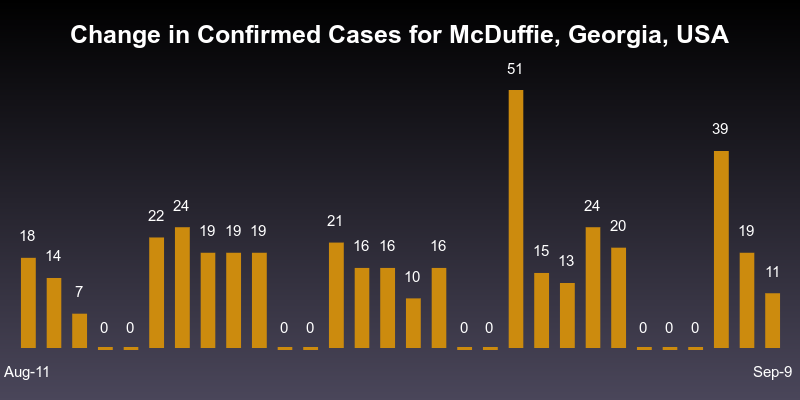 Change in Confirmed Cases for McDuffie, Georgia, USA
18 14 7 0 0 22 24 19 19 19 0 0 21 16 16 10 16 0 0 51 15 13 24 20 0 0 0 39 19 11
Aug-11 Sep-9